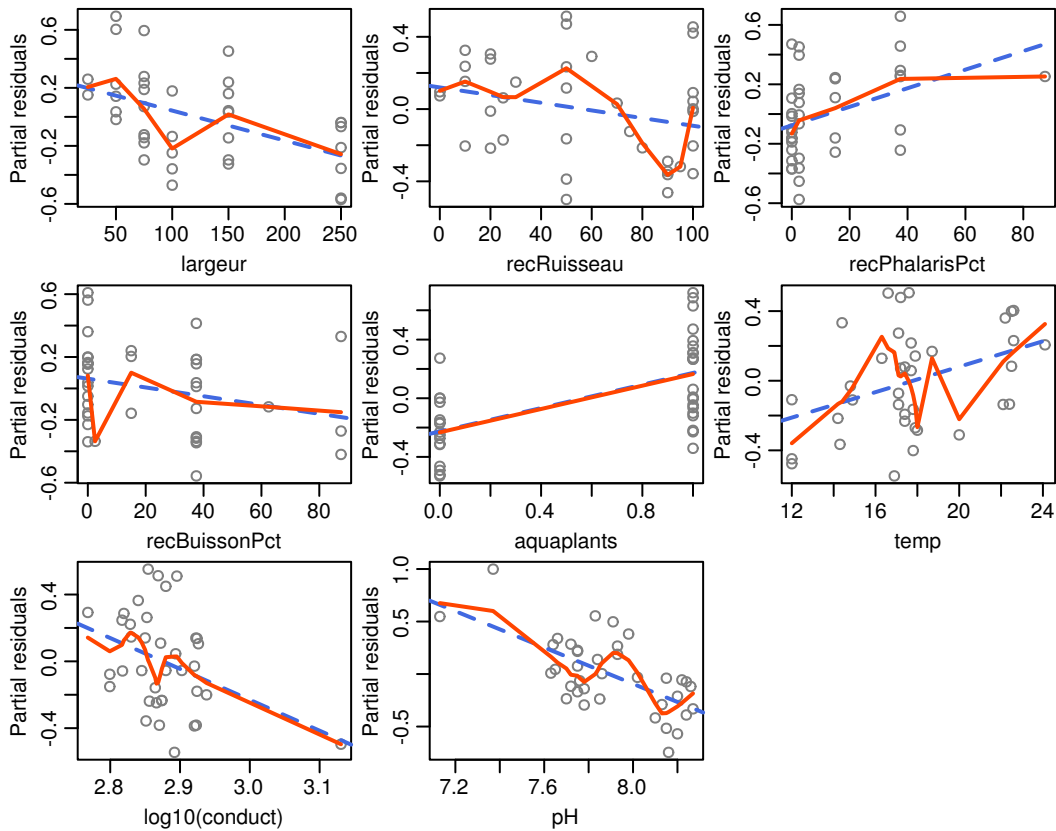 Partial residuals
-0.6 -0.2 0.2 0.6
50 100 150 200 250
largeur
Partial residuals
-0.4 0.0 0.4
0 20 40 60 80 100
recRuisseau
Partial residuals
-0.6 -0.2 0.2 0.6
0 20 40 60 80
recPhalarisPct
Partial residuals
-0.6 -0.2 0.2 0.6
0 20 40 60 80
recBuissonPct
Partial residuals
-0.4 0.0 0.4
0.0 0.4 0.8
aquaplants
Partial residuals
-0.4 0.0 0.4
12 16 20 24
temp
Partial residuals
-0.4 0.0 0.4
2.8 2.9 3.0 3.1
log10(conduct)
Partial residuals
-0.5 0.5 1.0
7.2 7.6 8.0
pH